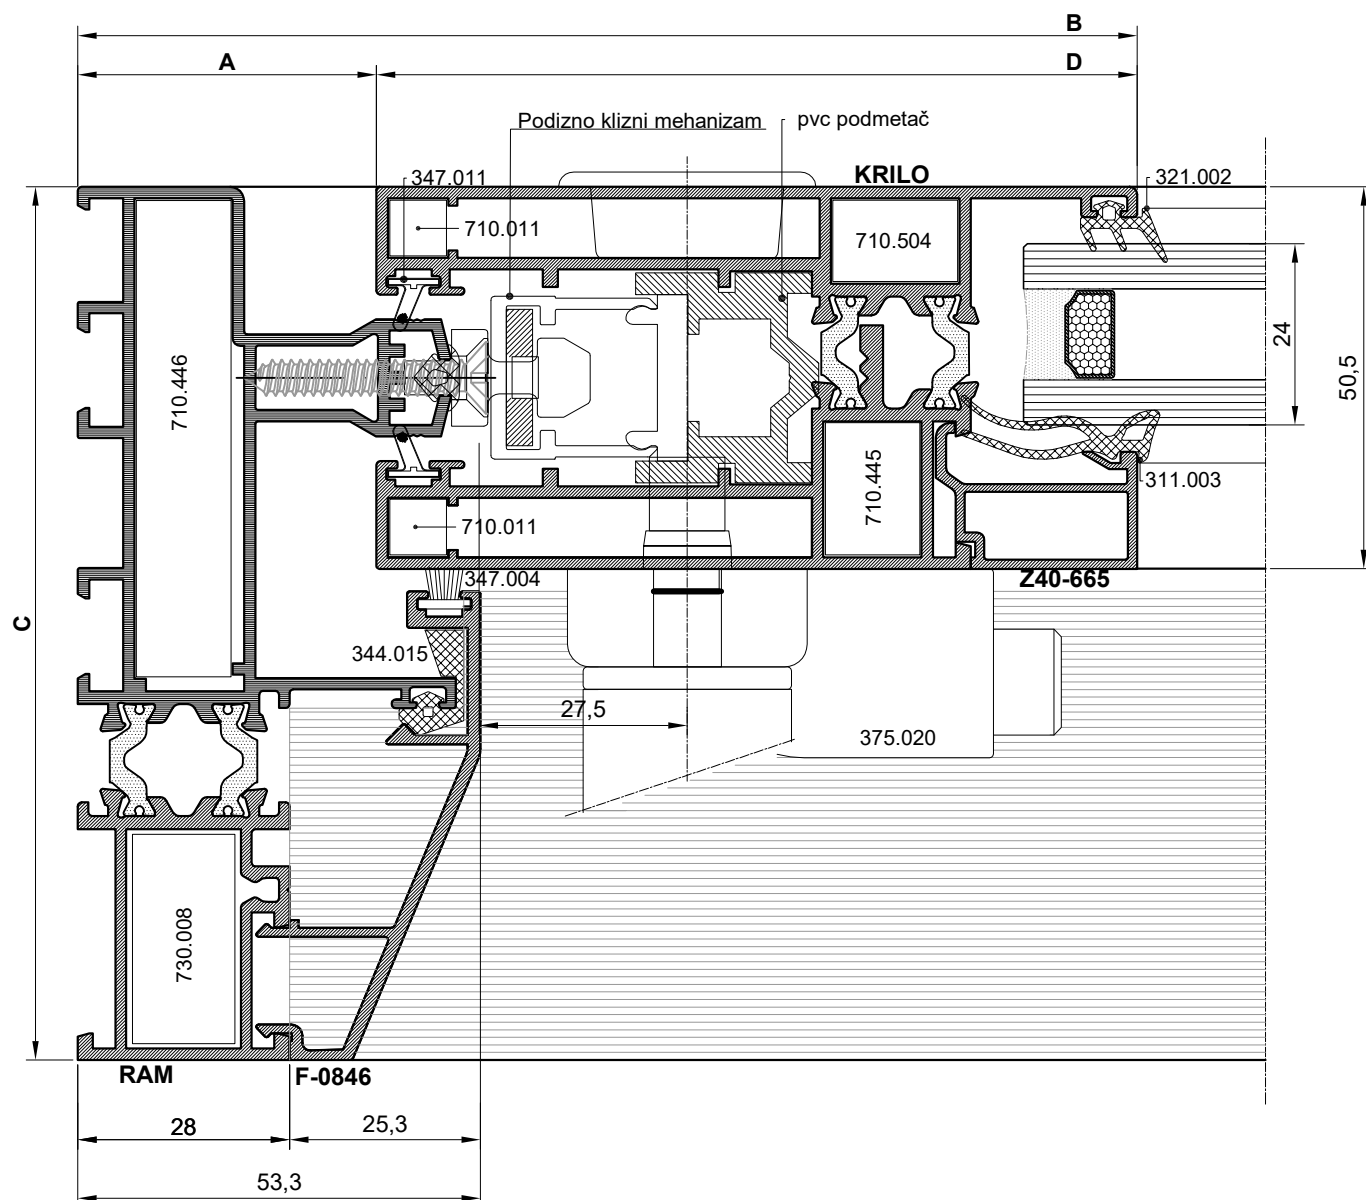 B
A
D
Podizno klizni mehanizam
pvc podmetač
347.011
KRILO
321.002
710.011
710.504
24
50,5
710.446
710.445
311.003
710.011
347.004
Z40-665
C
344.015
27,5
375.020
730.008
RAM
F-0846
28
25,3
53,3